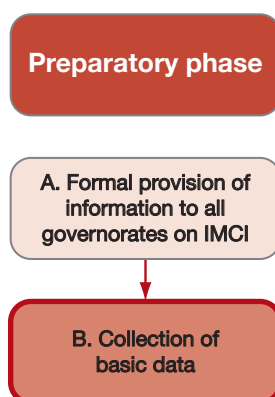 Preparatory phase
A. Formal provision of
information to all
governorates on IMCI
B. Collection of
basic data